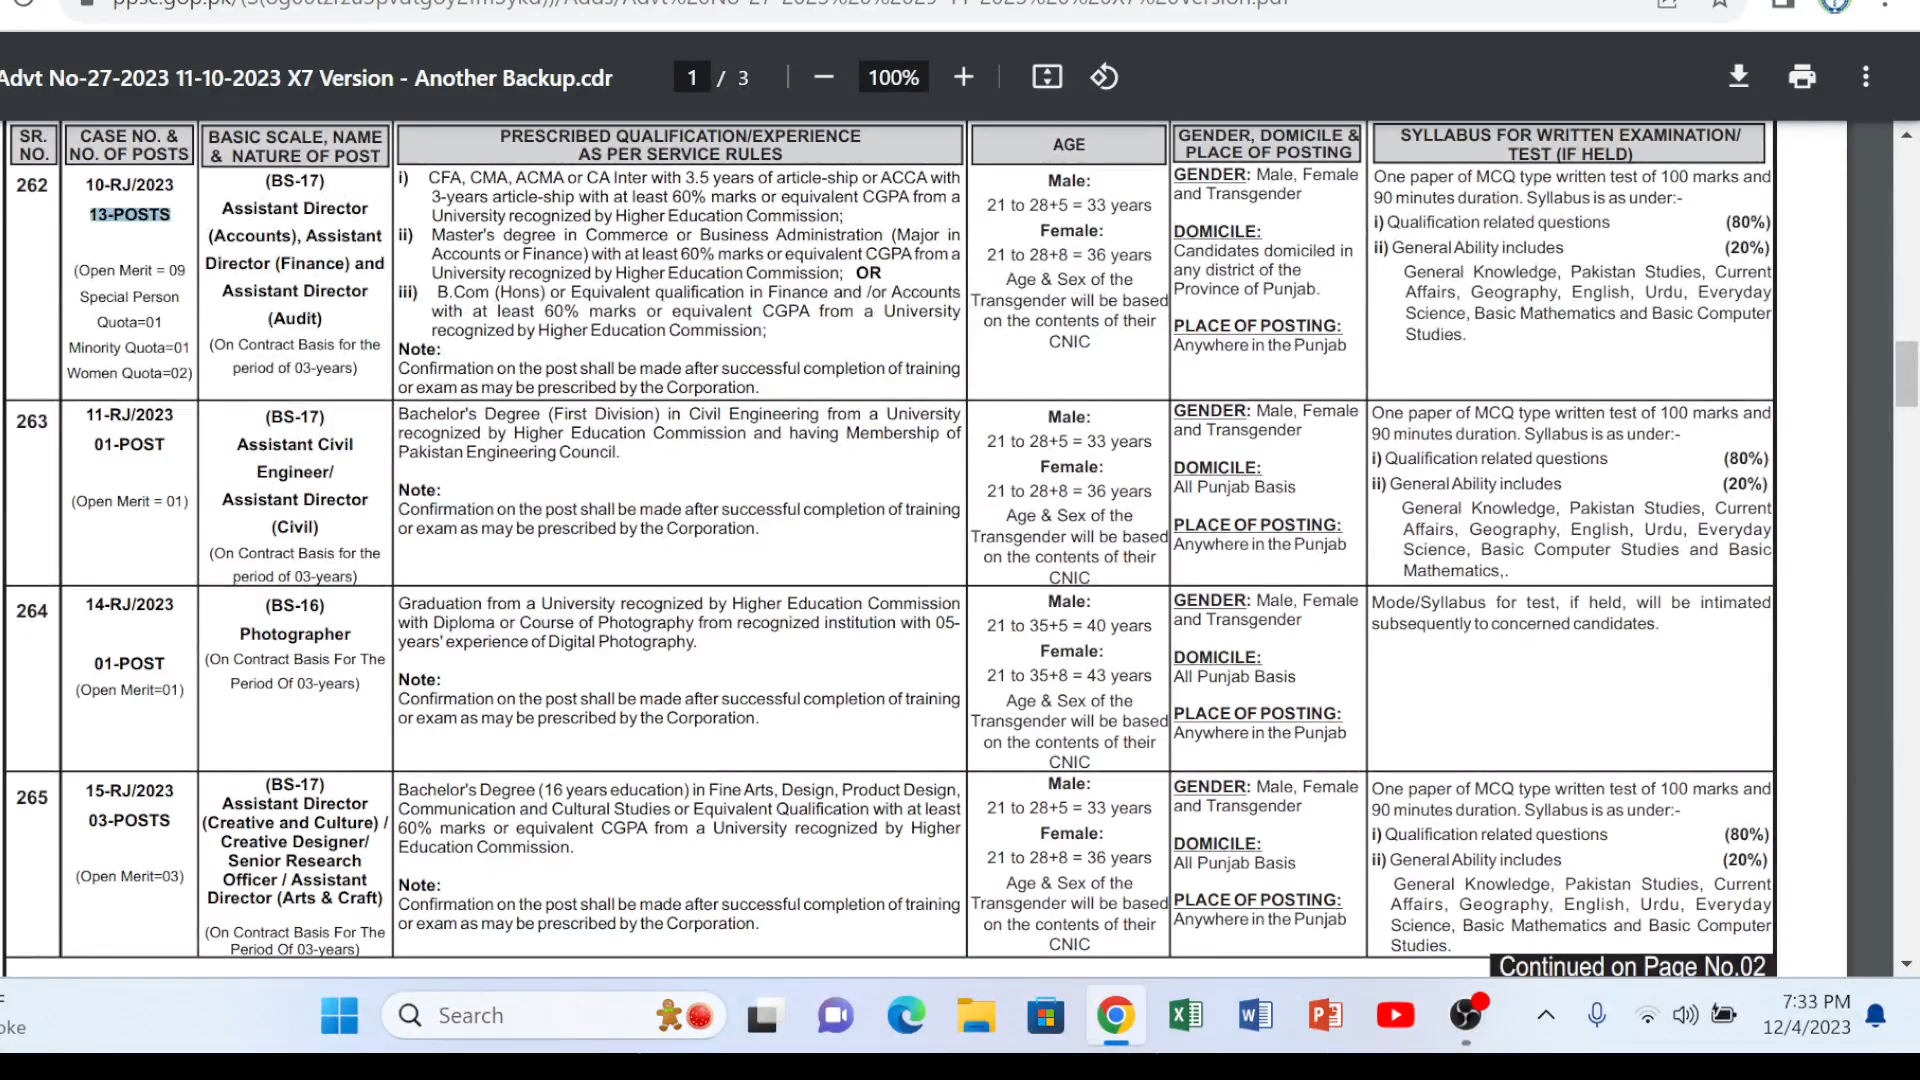 Advt No-27-2023 11-10-2023 X7 Version - Another Backup.cdr
1 / 3
100%
SR. NO.
CASE NO. & NO. OF POSTS
BASIC SCALE, NAME & NATURE OF POST
PRESCRIBED QUALIFICATION/EXPERIENCE AS PER SERVICE RULES
AGE
GENDER, DOMICILE & PLACE OF POSTING
SYLLABUS FOR WRITTEN EXAMINATION/ TEST (IF HELD)
262
10-RJ/2023
13-POSTS
(Open Merit = 09
Special Person
Quota=01
Minority Quota=01
Women Quota=02)
(BS-17)
Assistant Director
(Accounts), Assistant
Director (Finance) and
Assistant Director
(Audit)
(On Contract Basis for the
period of 03-years)
i) CFA, CMA, ACMA or CA Inter with 3.5 years of article-ship or ACCA with
3-years article-ship with at least 60% marks or equivalent CGPA from a
University recognized by Higher Education Commission;
ii) Master's degree in Commerce or Business Administration (Major in
Accounts or Finance) with at least 60% marks or equivalent CGPA from a
University recognized by Higher Education Commission; OR
iii) B.Com (Hons) or Equivalent qualification in Finance and /or Accounts
with at least 60% marks or equivalent CGPA from a University
recognized by Higher Education Commission;
Note:
Confirmation on the post shall be made after successful completion of training
or exam as may be prescribed by the Corporation.
Male:
21 to 28+5 = 33 years
Female:
21 to 28+8 = 36 years
Age & Sex of the
Transgender will be based
on the contents of their
CNIC
GENDER: Male, Female
and Transgender
DOMICILE:
Candidates domiciled in
any district of the
Province of Punjab.
PLACE OF POSTING:
Anywhere in the Punjab
One paper of MCQ type written test of 100 marks and
90 minutes duration. Syllabus is as under:-
i) Qualification related questions (80%)
ii) General Ability includes (20%)
General Knowledge, Pakistan Studies, Current
Affairs, Geography, English, Urdu, Everyday
Science, Basic Mathematics and Basic Computer
Studies.
263
11-RJ/2023
01-POST
(Open Merit = 01)
(BS-17)
Assistant Civil
Engineer/
Assistant Director
(Civil)
(On Contract Basis for the
period of 03-years)
Bachelor's Degree (First Division) in Civil Engineering from a University
recognized by Higher Education Commission and having Membership of
Pakistan Engineering Council.
Note:
Confirmation on the post shall be made after successful completion of training
or exam as may be prescribed by the Corporation.
Male:
21 to 28+5 = 33 years
Female:
21 to 28+8 = 36 years
Age & Sex of the
Transgender will be based
on the contents of their
CNIC
GENDER: Male, Female
and Transgender
DOMICILE:
All Punjab Basis
PLACE OF POSTING:
Anywhere in the Punjab
One paper of MCQ type written test of 100 marks and
90 minutes duration. Syllabus is as under:-
i) Qualification related questions (80%)
ii) General Ability includes (20%)
General Knowledge, Pakistan Studies, Current
Affairs, Geography, English, Urdu, Everyday
Science, Basic Computer Studies and Basic
Mathematics,.
264
14-RJ/2023
01-POST
(Open Merit=01)
(BS-16)
Photographer
(On Contract Basis For The
Period Of 03-years)
Graduation from a University recognized by Higher Education Commission
with Diploma or Course of Photography from recognized institution with 05-
years' experience of Digital Photography.
Note:
Confirmation on the post shall be made after successful completion of training
or exam as may be prescribed by the Corporation.
Male:
21 to 35+5 = 40 years
Female:
21 to 35+8 = 43 years
Age & Sex of the
Transgender will be based
on the contents of their
CNIC
GENDER: Male, Female
and Transgender
DOMICILE:
All Punjab Basis
PLACE OF POSTING:
Anywhere in the Punjab
Mode/Syllabus for test, if held, will be intimated
subsequently to concerned candidates.
265
15-RJ/2023
03-POSTS
(Open Merit=03)
(BS-17)
Assistant Director
(Creative and Culture) /
Creative Designer/
Senior Research
Officer / Assistant
Director (Arts & Craft)
(On Contract Basis For The
Period Of 03-years)
Bachelor's Degree (16 years education) in Fine Arts, Design, Product Design,
Communication and Cultural Studies or Equivalent Qualification with at least
60% marks or equivalent CGPA from a University recognized by Higher
Education Commission.
Note:
Confirmation on the post shall be made after successful completion of training
or exam as may be prescribed by the Corporation.
Male:
21 to 28+5 = 33 years
Female:
21 to 28+8 = 36 years
Age & Sex of the
Transgender will be based
on the contents of their
CNIC
GENDER: Male, Female
and Transgender
DOMICILE:
All Punjab Basis
PLACE OF POSTING:
Anywhere in the Punjab
One paper of MCQ type written test of 100 marks and
90 minutes duration. Syllabus is as under:-
i) Qualification related questions (80%)
ii) General Ability includes (20%)
General Knowledge, Pakistan Studies, Current
Affairs, Geography, English, Urdu, Everyday
Science, Basic Mathematics and Basic Computer
Studies.
Continued on Page No.02
Search
7:33 PM
12/4/2023